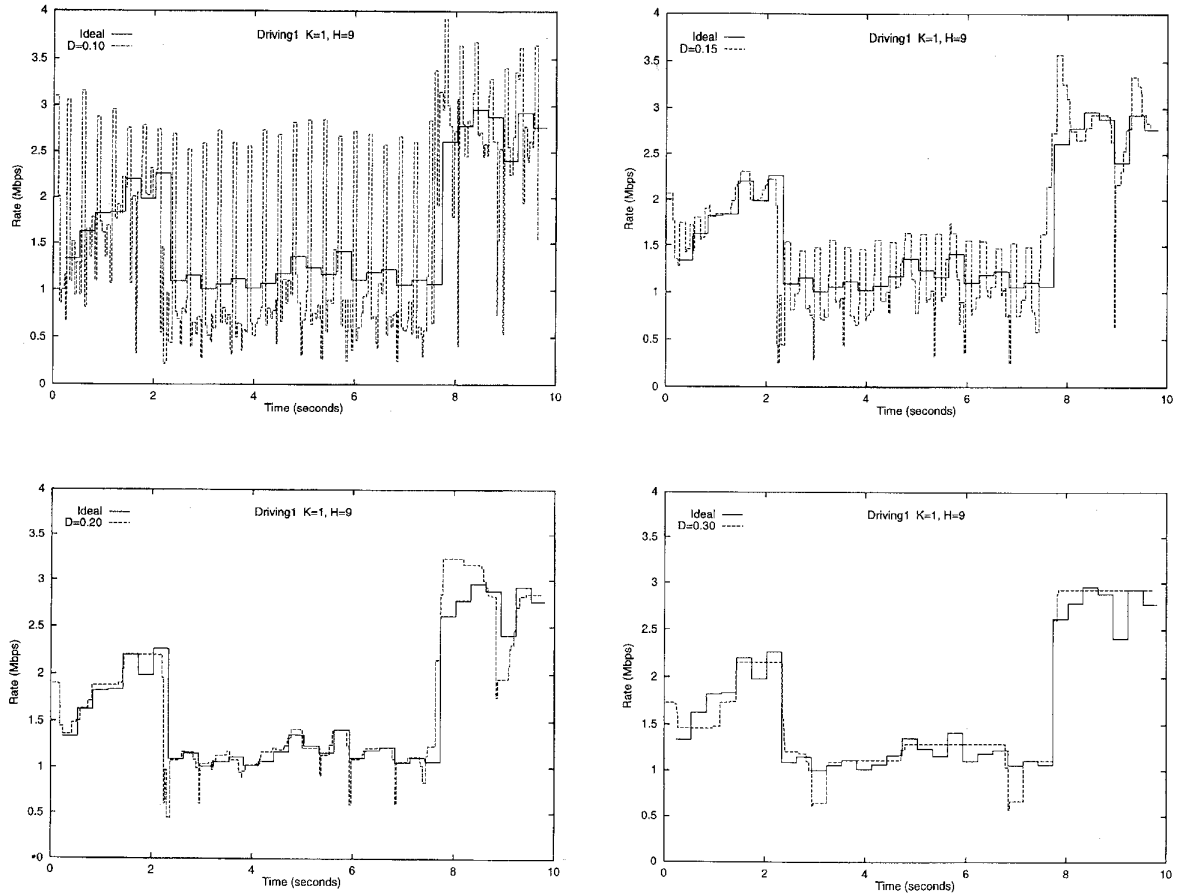 4
Ideal
D=0.10
Driving1 K=1, H=9
3.5
3
2.5
2
1.5
1
0.5
0
Rate (Mbps)
0 2 4 6 8 10
Time (seconds)
4
Ideal
D=0.15
Driving1 K=1, H=9
3.5
3
2.5
2
1.5
1
0.5
0
Rate (Mbps)
0 2 4 6 8 10
Time (seconds)
4
Ideal
D=0.20
Driving1 K=1, H=9
3.5
3
2.5
2
1.5
1
0.5
0
Rate (Mbps)
0 2 4 6 8 10
Time (seconds)
4
Ideal
D=0.30
Driving1 K=1, H=9
3.5
3
2.5
2
1.5
1
0.5
0
Rate (Mbps)
0 2 4 6 8 10
Time (seconds)